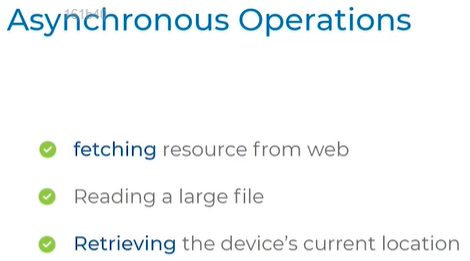 Asynchronous Operations
fetching resource from web
Reading a large file
Retrieving the device's current location